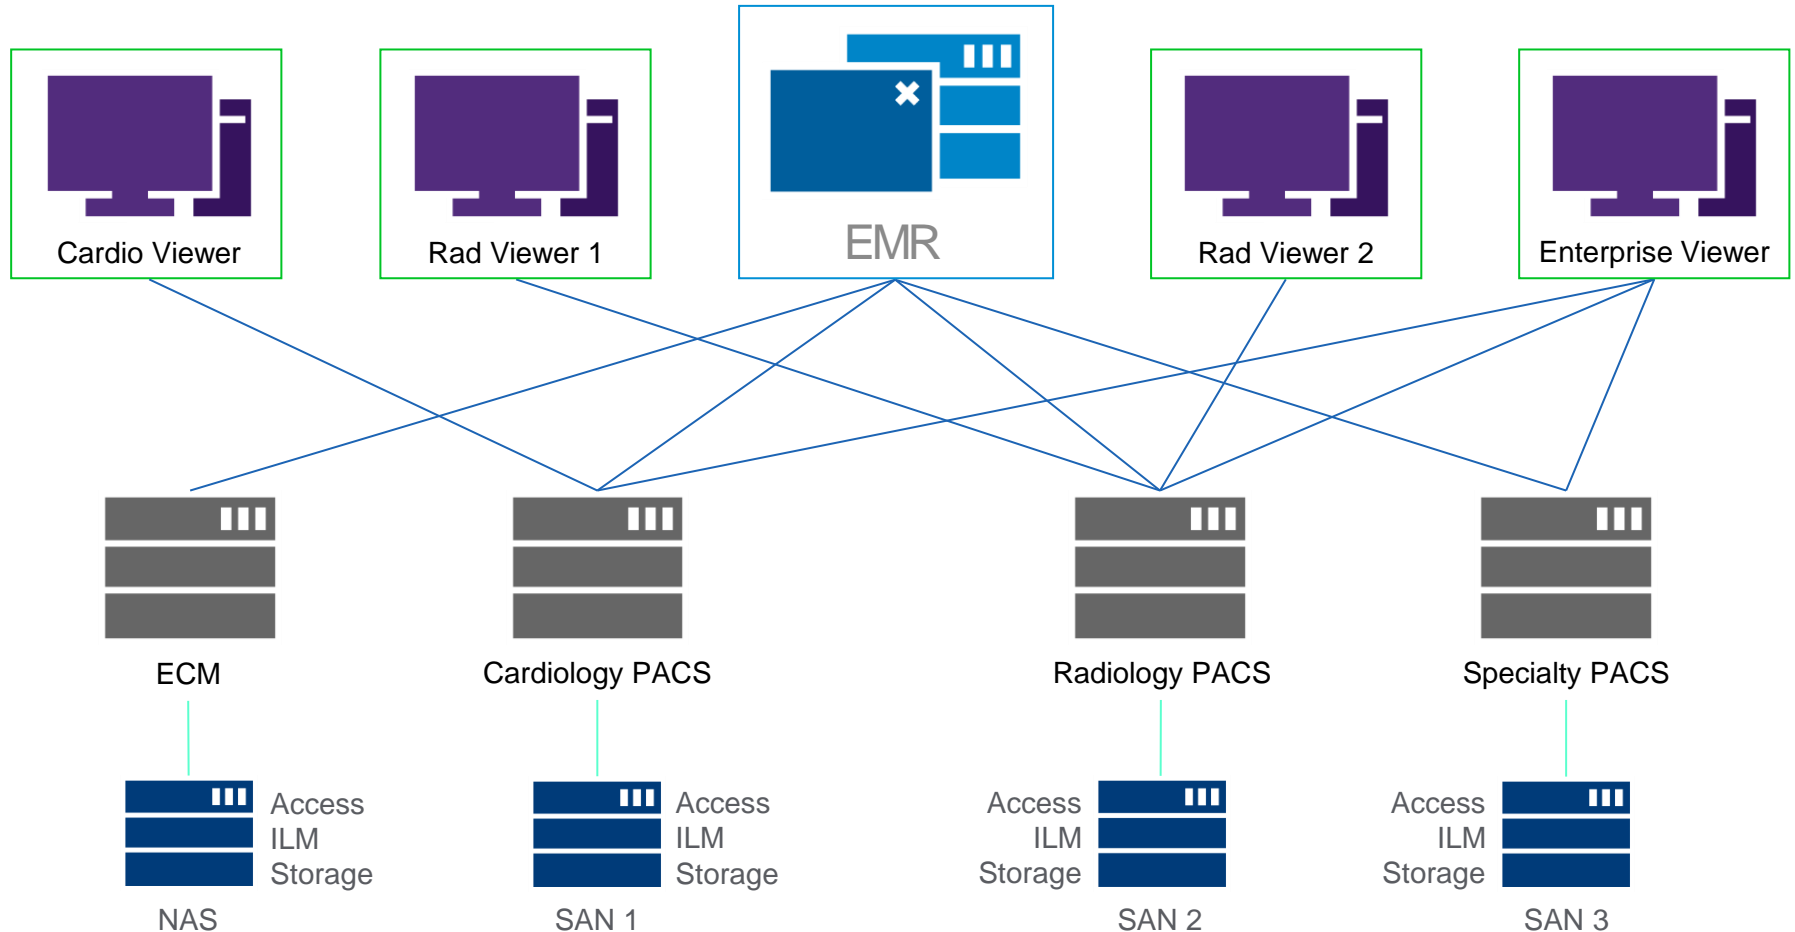 Cardio Viewer
Rad Viewer 1
EMR
Rad Viewer 2
Enterprise Viewer
ECM
Cardiology PACS
Radiology PACS
Specialty PACS
Access
ILM
Storage
NAS
Access
ILM
Storage
SAN 1
Access
ILM
Storage
SAN 2
Access
ILM
Storage
SAN 3